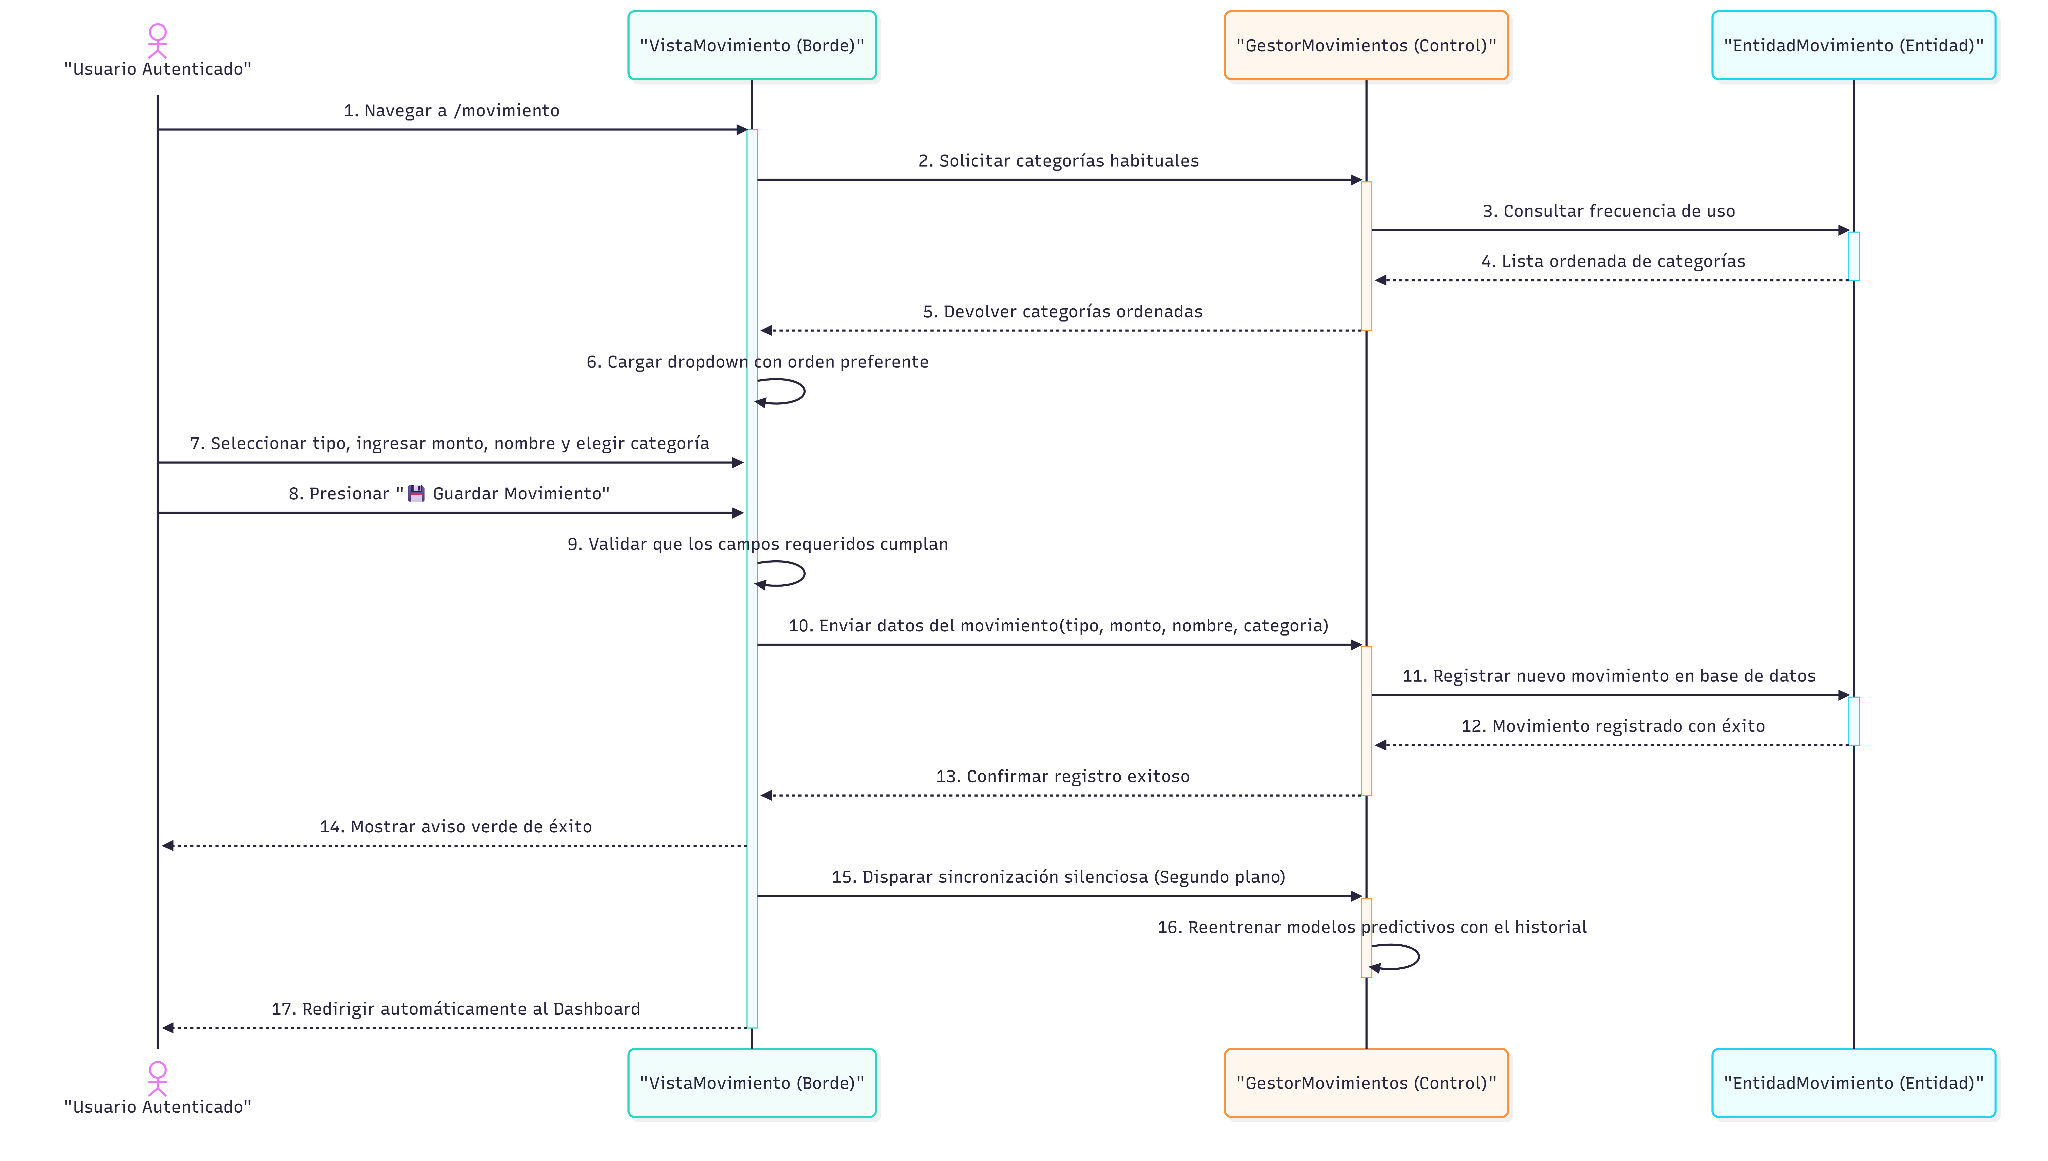 "Usuario Autenticado"
"VistaMovimiento (Borde)"
"GestorMovimientos (Control)"
"EntidadMovimiento (Entidad)"
1. Navegar a /movimiento
2. Solicitar categorías habituales
3. Consultar frecuencia de uso
4. Lista ordenada de categorías
5. Devolver categorías ordenadas
6. Cargar dropdown con orden preferente
7. Seleccionar tipo, ingresar monto, nombre y elegir categoría
8. Presionar "💾 Guardar Movimiento"
9. Validar que los campos requeridos cumplan
10. Enviar datos del movimiento(tipo, monto, nombre, categoria)
11. Registrar nuevo movimiento en base de datos
12. Movimiento registrado con éxito
13. Confirmar registro exitoso
14. Mostrar aviso verde de éxito
15. Disparar sincronización silenciosa (Segundo plano)
16. Reentrenar modelos predictivos con el historial
17. Redirigir automáticamente al Dashboard
"Usuario Autenticado"
"VistaMovimiento (Borde)"
"GestorMovimientos (Control)"
"EntidadMovimiento (Entidad)"